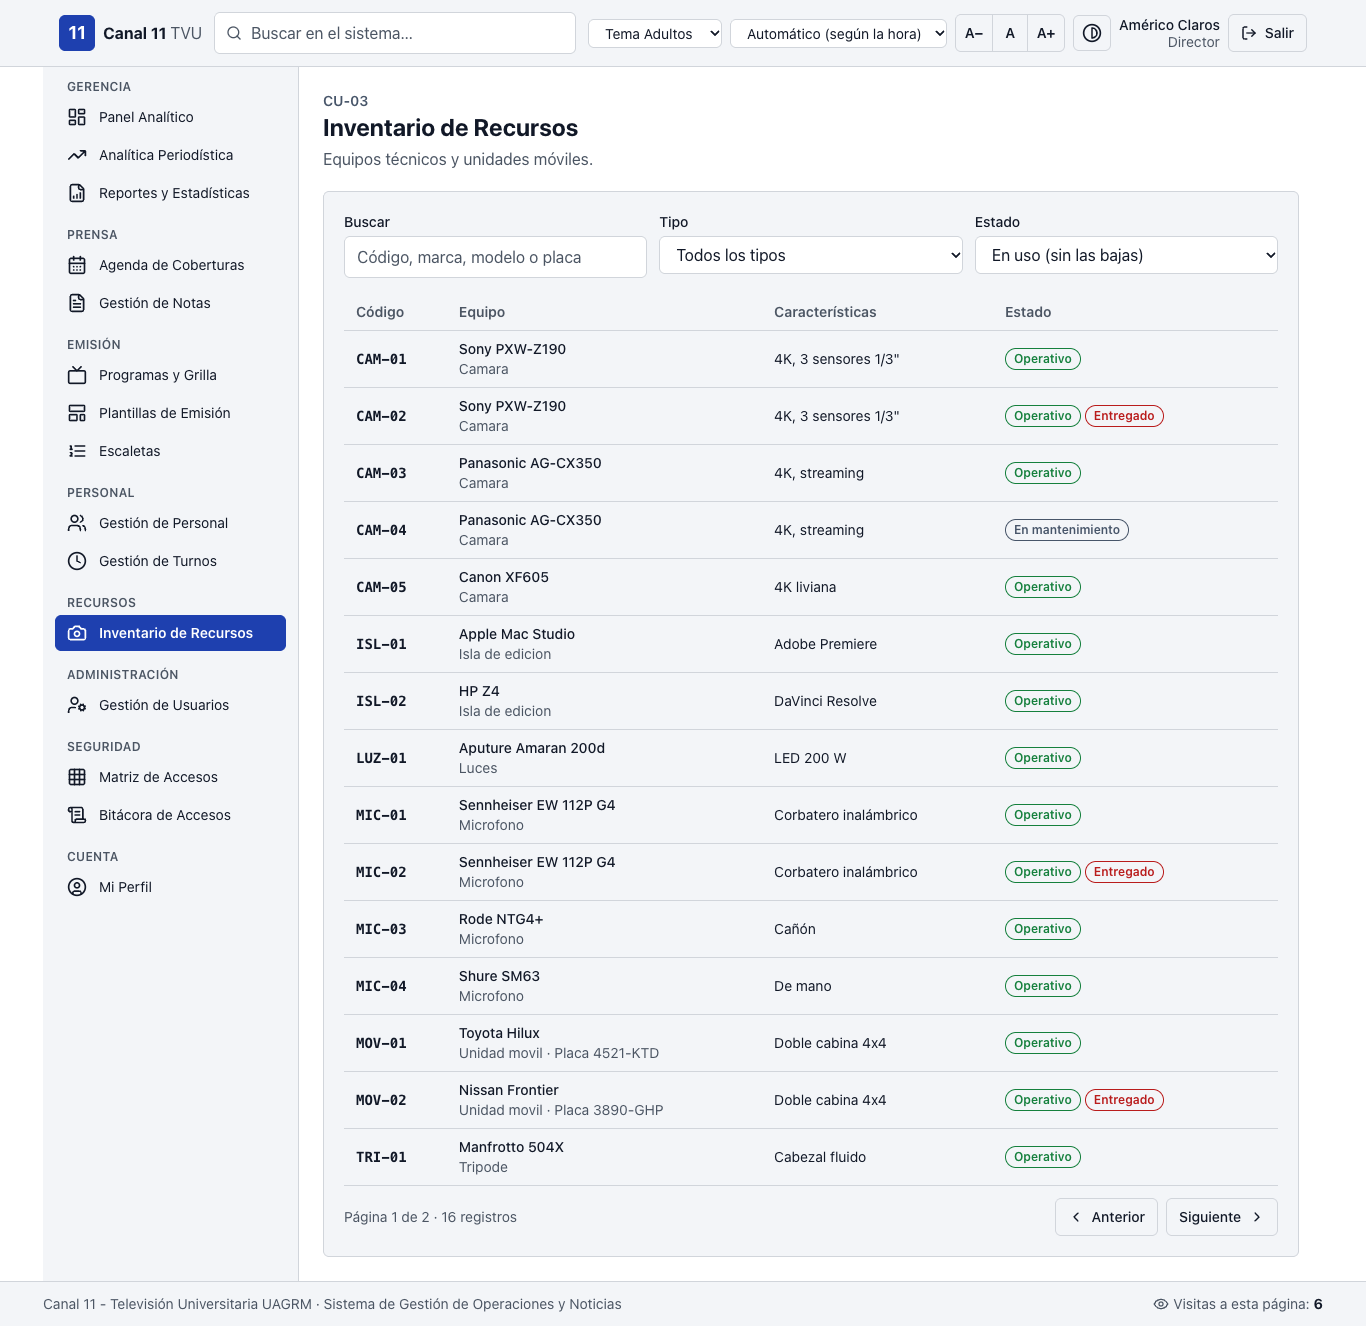 11 Canal 11 TVU
Buscar en el sistema...
Tema Adultos
Automático (según la hora)
A− A A+
Américo Claros
Director
Salir
GERENCIA
Panel Analítico
Analítica Periodística
Reportes y Estadísticas
PRENSA
Agenda de Coberturas
Gestión de Notas
EMISIÓN
Programas y Grilla
Plantillas de Emisión
Escaletas
PERSONAL
Gestión de Personal
Gestión de Turnos
RECURSOS
Inventario de Recursos
ADMINISTRACIÓN
Gestión de Usuarios
SEGURIDAD
Matriz de Accesos
Bitácora de Accesos
CUENTA
Mi Perfil
CU-03
Inventario de Recursos
Equipos técnicos y unidades móviles.
Buscar Tipo Estado
Código, marca, modelo o placa Todos los tipos En uso (sin las bajas)
Código Equipo Características Estado
CAM-01 Sony PXW-Z190 4K, 3 sensores 1/3" Operativo
Camara
CAM-02 Sony PXW-Z190 4K, 3 sensores 1/3" Operativo Entregado
Camara
CAM-03 Panasonic AG-CX350 4K, streaming Operativo
Camara
CAM-04 Panasonic AG-CX350 4K, streaming En mantenimiento
Camara
CAM-05 Canon XF605 4K liviana Operativo
Camara
ISL-01 Apple Mac Studio Adobe Premiere Operativo
Isla de edicion
ISL-02 HP Z4 DaVinci Resolve Operativo
Isla de edicion
LUZ-01 Aputure Amaran 200d LED 200 W Operativo
Luces
MIC-01 Sennheiser EW 112P G4 Corbatero inalámbrico Operativo
Microfono
MIC-02 Sennheiser EW 112P G4 Corbatero inalámbrico Operativo Entregado
Microfono
MIC-03 Rode NTG4+ Cañón Operativo
Microfono
MIC-04 Shure SM63 De mano Operativo
Microfono
MOV-01 Toyota Hilux Doble cabina 4x4 Operativo
Unidad movil · Placa 4521-KTD
MOV-02 Nissan Frontier Doble cabina 4x4 Operativo Entregado
Unidad movil · Placa 3890-GHP
TRI-01 Manfrotto 504X Cabezal fluido Operativo
Tripode
Página 1 de 2 · 16 registros
Anterior Siguiente
Canal 11 - Televisión Universitaria UAGRM · Sistema de Gestión de Operaciones y Noticias
Visitas a esta página: 6